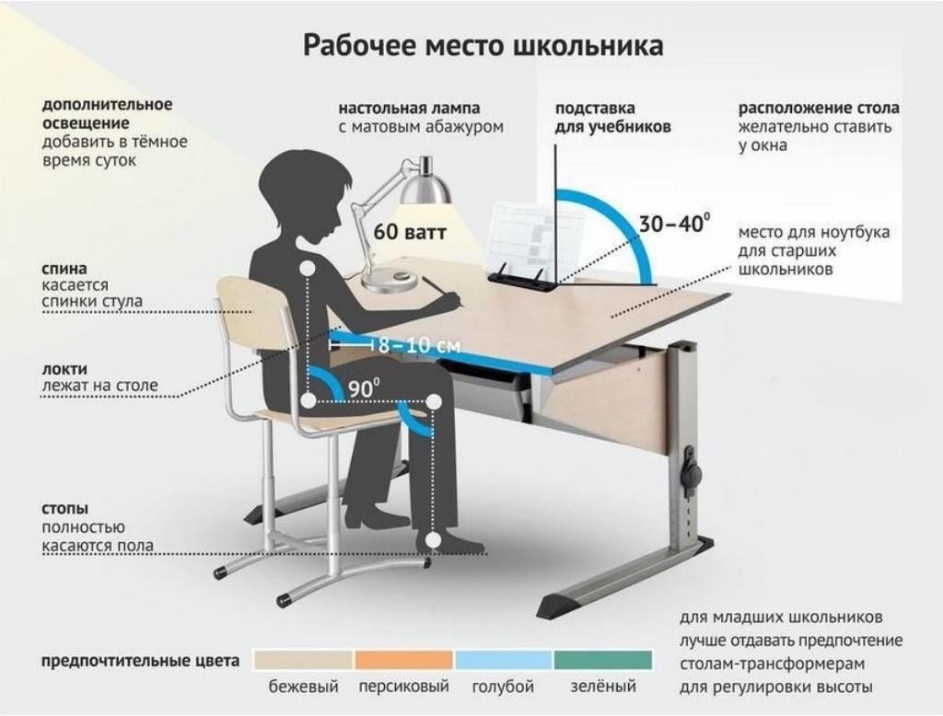 Рабочее место школьника
дополнительное
освещение
добавить в тёмное
время суток
настольная лампа
с матовым абажуром
подставка
для учебников
расположение стола
желательно ставить
у окна
60 ватт
30–40⁰
место для ноутбука
для старших
школьников
спина
касается
спинки стула
8–10 см
локти
лежат на столе
90⁰
стопы
полностью
касаются пола
для младших школьников
лучше отдавать предпочтение
столам-трансформерам
для регулировки высоты
предпочтительные цвета
бежевый
персиковый
голубой
зелёный